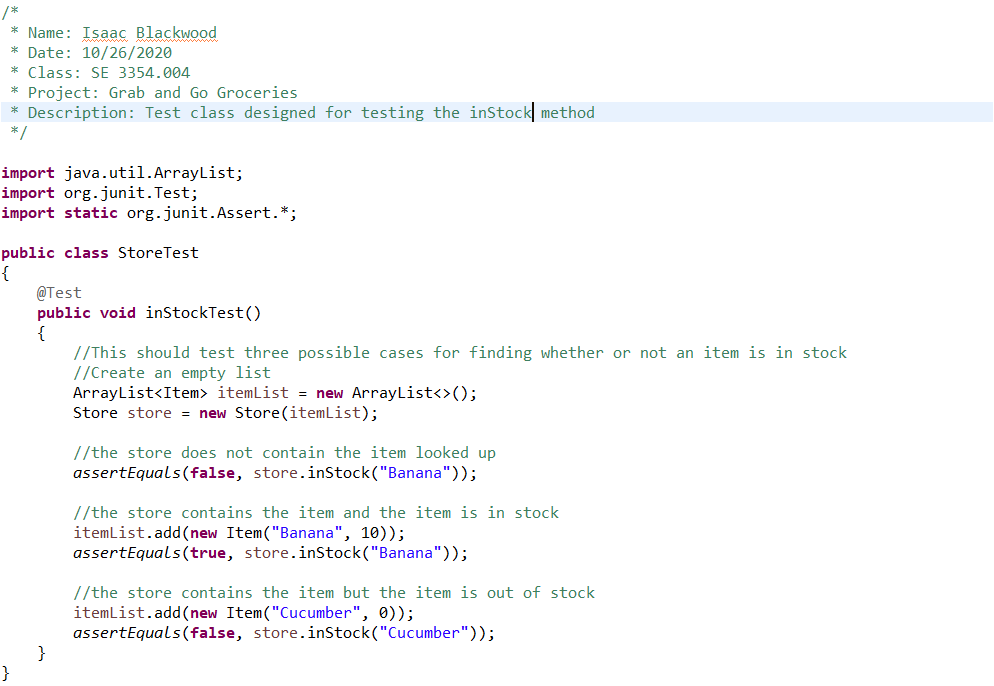 /*
 * Name: Isaac Blackwood
 * Date: 10/26/2020
 * Class: SE 3354.004
 * Project: Grab and Go Groceries
 * Description: Test class designed for testing the inStock method
 */

import java.util.ArrayList;
import org.junit.Test;
import static org.junit.Assert.*;

public class StoreTest
{
    @Test
    public void inStockTest()
    {
        //This should test three possible cases for finding whether or not an item is in stock
        //Create an empty list
        ArrayList<Item> itemList = new ArrayList<>();
        Store store = new Store(itemList);

        //the store does not contain the item looked up
        assertEquals(false, store.inStock("Banana"));

        //the store contains the item and the item is in stock
        itemList.add(new Item("Banana", 10));
        assertEquals(true, store.inStock("Banana"));

        //the store contains the item but the item is out of stock
        itemList.add(new Item("Cucumber", 0));
        assertEquals(false, store.inStock("Cucumber"));
    }
}